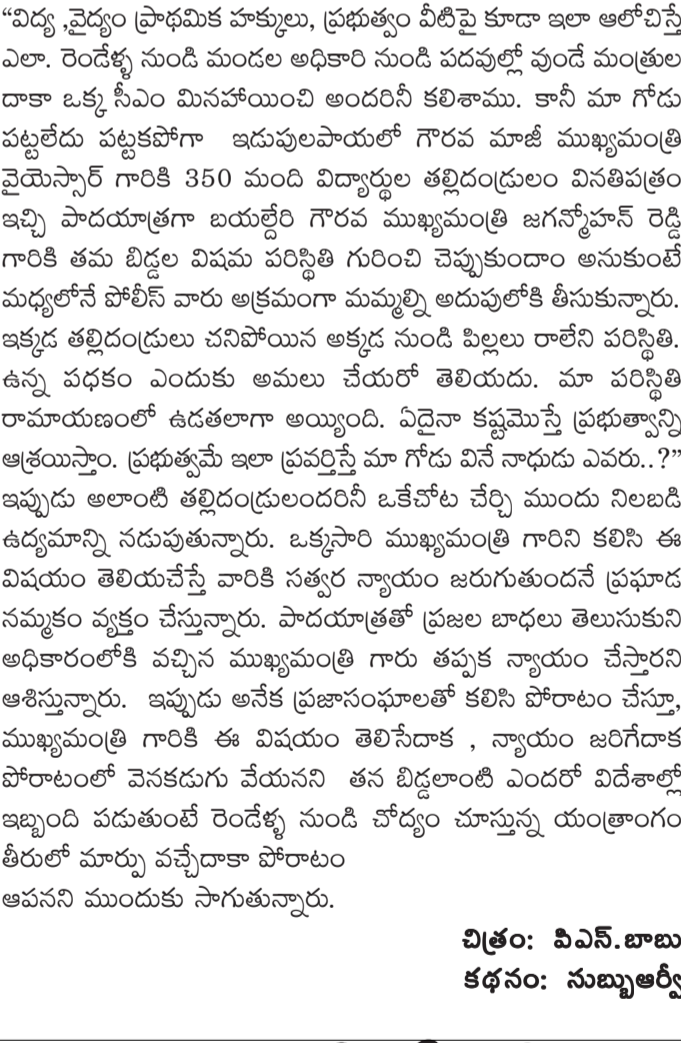 “విద్య ,వైద్యం ప్రాథమిక హక్కులు, ప్రభుత్వం వీటిపై కూడా ఇలా ఆలోచిస్తే
ఎలా. రెండేళ్ళ నుండి మండల అధికారి నుండి పదవుల్లో వుండే మంత్రుల
దాకా ఒక్క సీఎం మినహాయించి అందరినీ కలిశాము. కానీ మా గోడు
పట్టలేదు పట్టకపోగా ఇడుపులపాయలో గౌరవ మాజీ ముఖ్యమంత్రి
వైయెస్సార్ గారికి 350 మంది విద్యార్థుల తల్లిదండ్రులం వినతిపత్రం
ఇచ్చి పాదయాత్రగా బయల్దేరి గౌరవ ముఖ్యమంత్రి జగన్మోహన్ రెడ్డి
గారికి తమ బిడ్డల విషమ పరిస్థితి గురించి చెప్పుకుందాం అనుకుంటే
మధ్యలోనే పోలీస్ వారు అక్రమంగా మమ్మల్ని అదుపులోకి తీసుకున్నారు.
ఇక్కడ తల్లిదండ్రులు చనిపోయిన అక్కడ నుండి పిల్లలు రాలేని పరిస్థితి.
ఉన్న పధకం ఎందుకు అమలు చేయరో తెలియదు. మా పరిస్థితి
రామాయణంలో ఉడతలాగా అయ్యింది. ఏదైనా కష్టమొస్తే ప్రభుత్వాన్ని
ఆశ్రయిస్తాం. ప్రభుత్వమే ఇలా ప్రవర్తిస్తే మా గోడు వినే నాధుడు ఎవరు..?”
ఇప్పుడు అలాంటి తల్లిదండ్రులందరినీ ఒకేచోట చేర్చి ముందు నిలబడి
ఉద్యమాన్ని నడుపుతున్నారు. ఒక్కసారి ముఖ్యమంత్రి గారిని కలిసి ఈ
విషయం తెలియచేస్తే వారికి సత్వర న్యాయం జరుగుతుందనే ప్రఘాడ
నమ్మకం వ్యక్తం చేస్తున్నారు. పాదయాత్రతో ప్రజల బాధలు తెలుసుకుని
అధికారంలోకి వచ్చిన ముఖ్యమంత్రి గారు తప్పక న్యాయం చేస్తారని
ఆశిస్తున్నారు. ఇప్పుడు అనేక ప్రజాసంఘాలతో కలిసి పోరాటం చేస్తూ,
ముఖ్యమంత్రి గారికి ఈ విషయం తెలిసేదాక , న్యాయం జరిగేదాక
పోరాటంలో వెనకడుగు వేయనని తన బిడ్డలాంటి ఎందరో విదేశాల్లో
ఇబ్బంది పడుతుంటే రెండేళ్ళ నుండి చోద్యం చూస్తున్న యంత్రాంగం
తీరులో మార్పు వచ్చేదాకా పోరాటం
ఆపనని ముందుకు సాగుతున్నారు.
చిత్రం: పిఎన్.బాబు
కథనం: నుబ్బుఆర్వీ